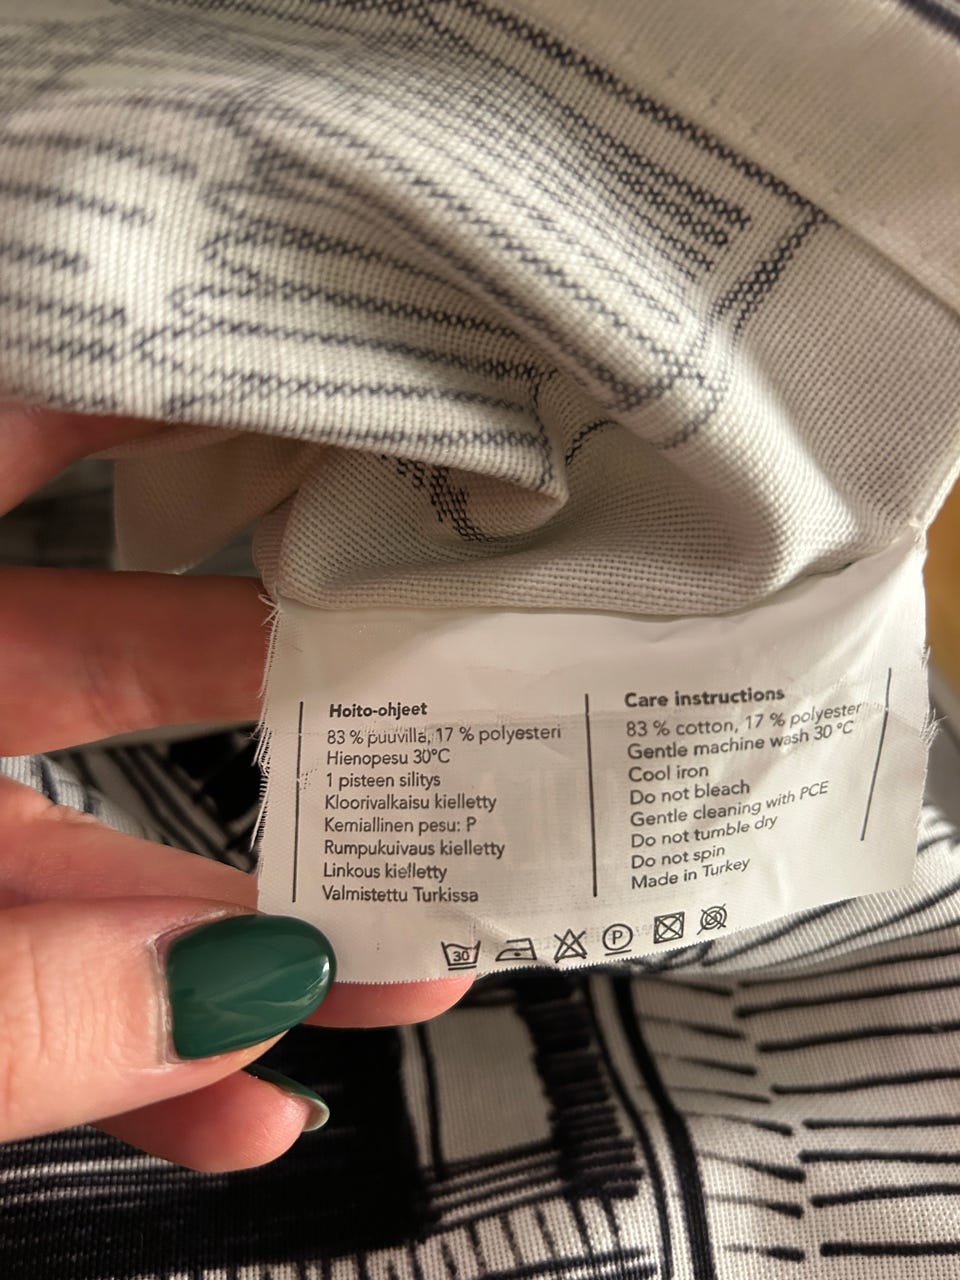 Hoito-ohjeet
83 % puuvilla, 17 % polyesteri
Hienopesu 30°C
1 pisteen silitys
Kloorivalkaisu kielletty
Kemiallinen pesu: P
Rumpukuivaus kielletty
Linkous kielletty
Valmistettu Turkissa
Care instructions
83 % cotton, 17 % polyester
Gentle machine wash 30 °C
Cool iron
Do not bleach
Gentle cleaning with PCE
Do not tumble dry
Do not spin
Made in Turkey
30 P